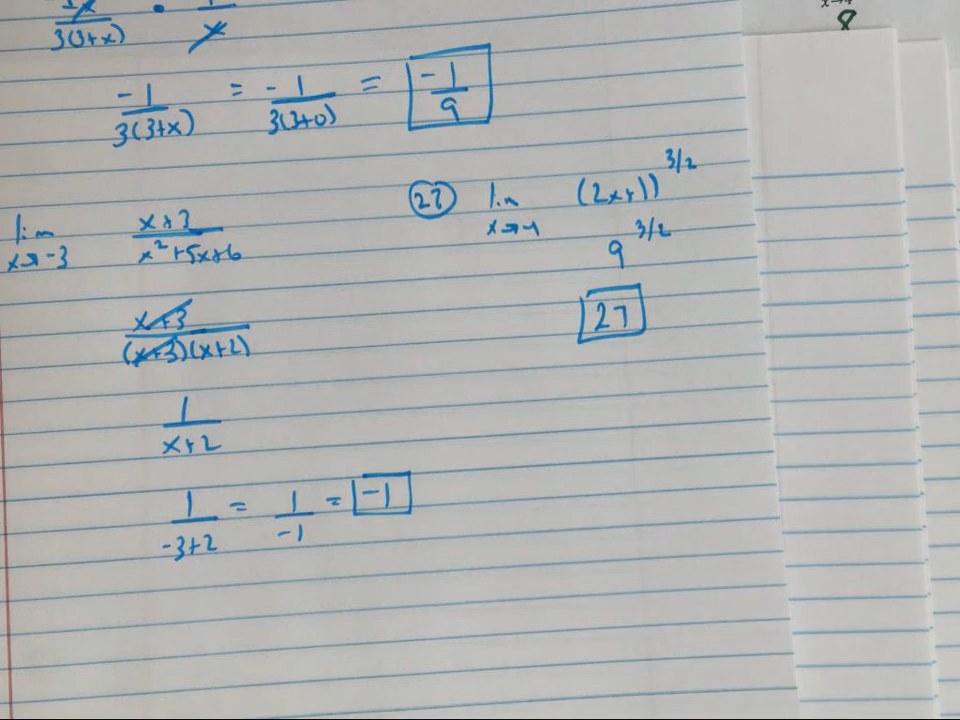 3(3+x) • x
-1/3(3+x) = -1/3(3+0) = -1/9
lim x→-3 x+3/x²+5x+6
x+3/(x+3)(x+2)
1/x+2
1/-3+2 = 1/-1 = -1
27 lim x→4 (2x+1)^3/2
9^3/2
27
8